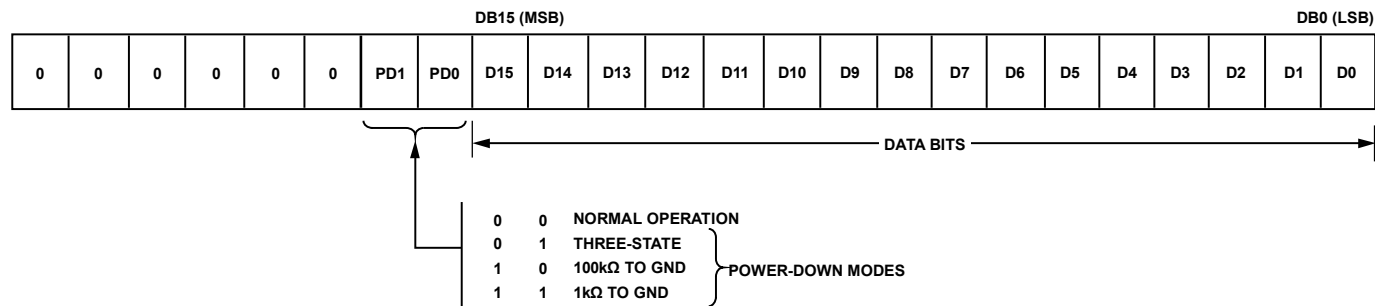 DB15 (MSB) DB0 (LSB)
0 0 0 0 0 0 PD1 PD0 D15 D14 D13 D12 D11 D10 D9 D8 D7 D6 D5 D4 D3 D2 D1 D0
DATA BITS
0 0 NORMAL OPERATION
0 1 THREE-STATE
1 0 100kΩ TO GND
POWER-DOWN MODES
1 1 1kΩ TO GND